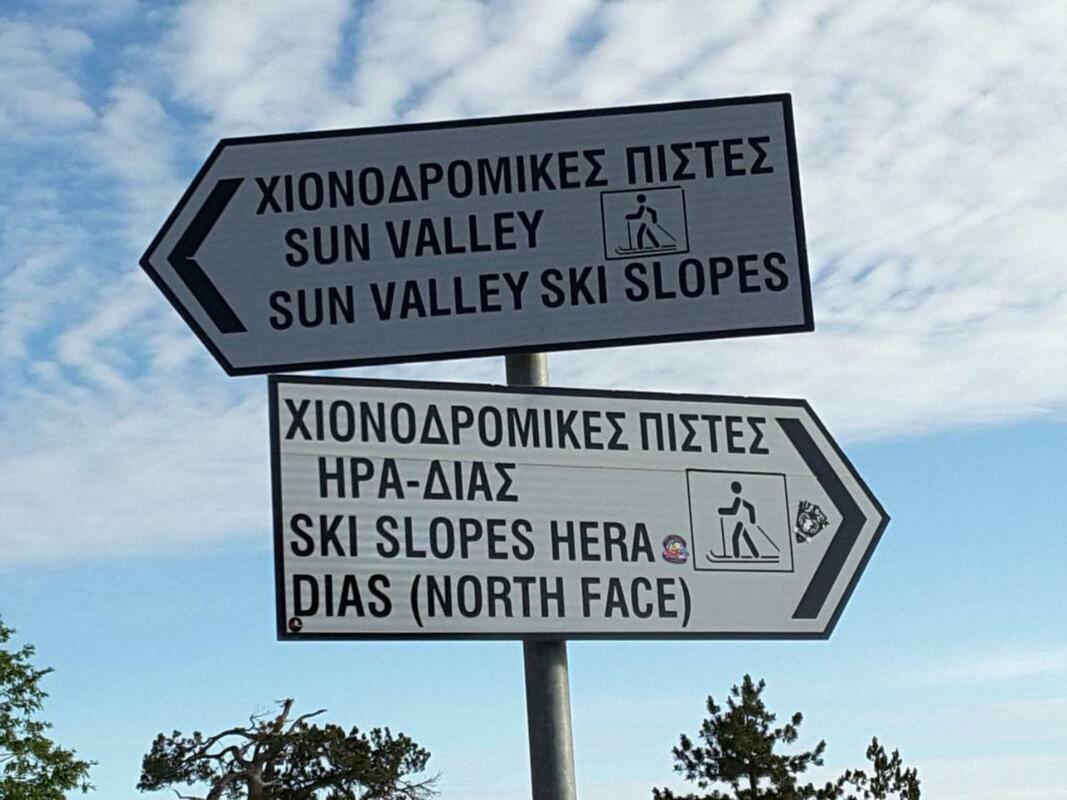 ΧΙΟΝΟΔΡΟΜΙΚΕΣ ΠΙΣΤΕΣ
SUN VALLEY
SUN VALLEY SKI SLOPES
ΧΙΟΝΟΔΡΟΜΙΚΕΣ ΠΙΣΤΕΣ
ΗΡΑ-ΔΙΑΣ
SKI SLOPES HERA
DIAS (NORTH FACE)